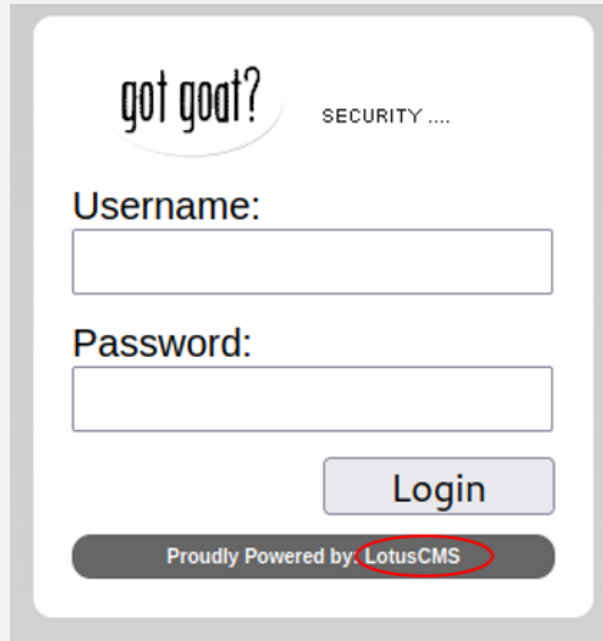 got goat?
SECURITY ....
Username:
Password:
Login
Proudly Powered by: LotusCMS